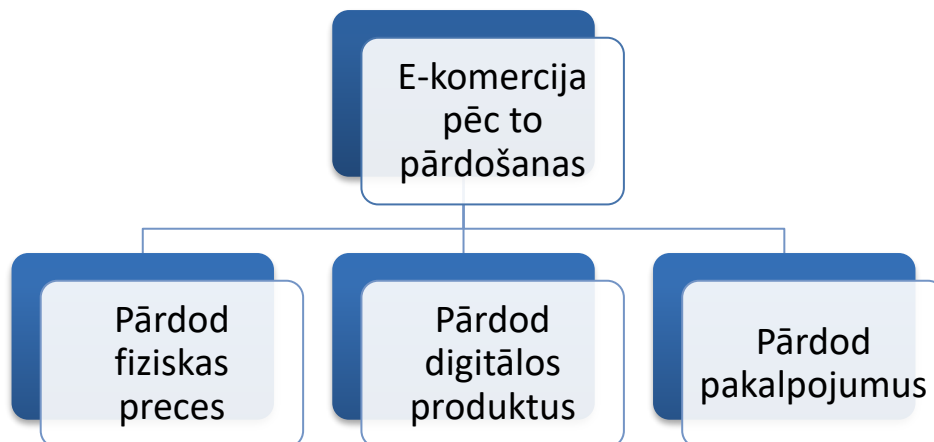 E-komercija
pēc to
pārdošanas
Pārdod
fiziskas
preces
Pārdod
digitālos
produktus
Pārdod
pakalpojumus